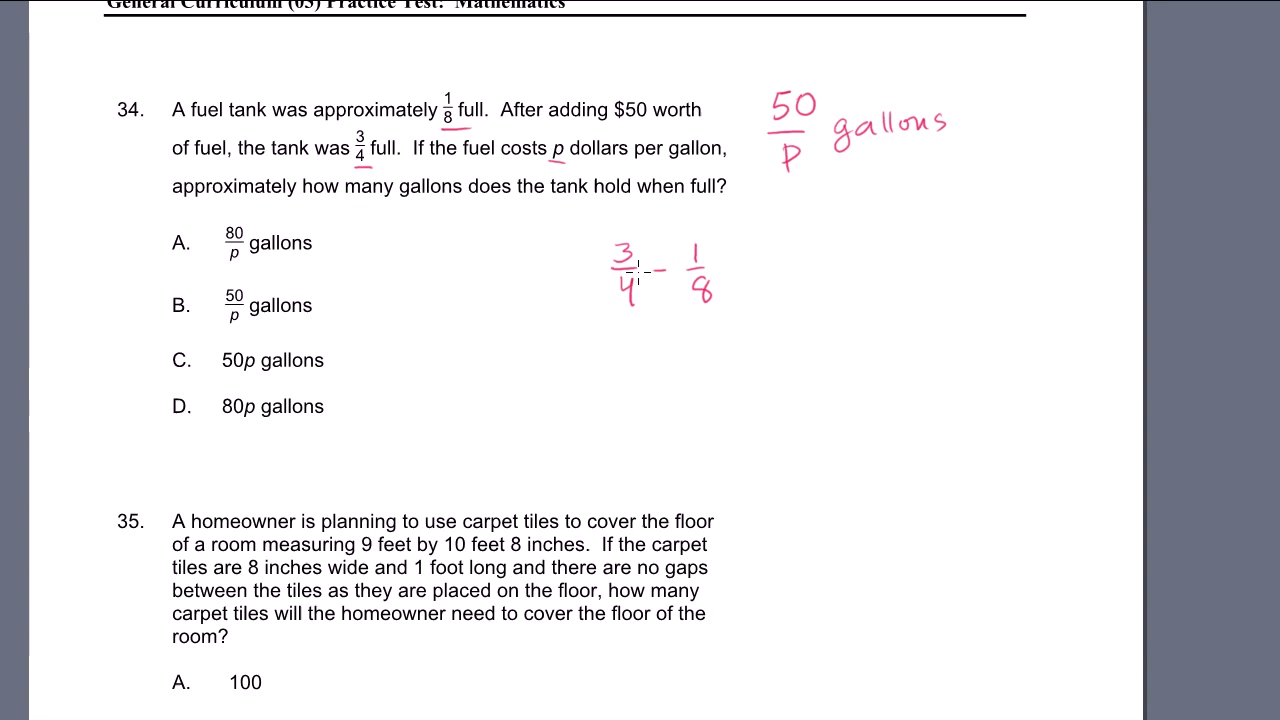 General Curriculum (03) Practice Test: Mathematics
34. A fuel tank was approximately 1/8 full. After adding $50 worth
of fuel, the tank was 3/4 full. If the fuel costs p dollars per gallon,
approximately how many gallons does the tank hold when full?
50/P gallons
3/4 - 1/8
A. 80/p gallons
B. 50/p gallons
C. 50p gallons
D. 80p gallons
35. A homeowner is planning to use carpet tiles to cover the floor
of a room measuring 9 feet by 10 feet 8 inches. If the carpet
tiles are 8 inches wide and 1 foot long and there are no gaps
between the tiles as they are placed on the floor, how many
carpet tiles will the homeowner need to cover the floor of the
room?
A. 100